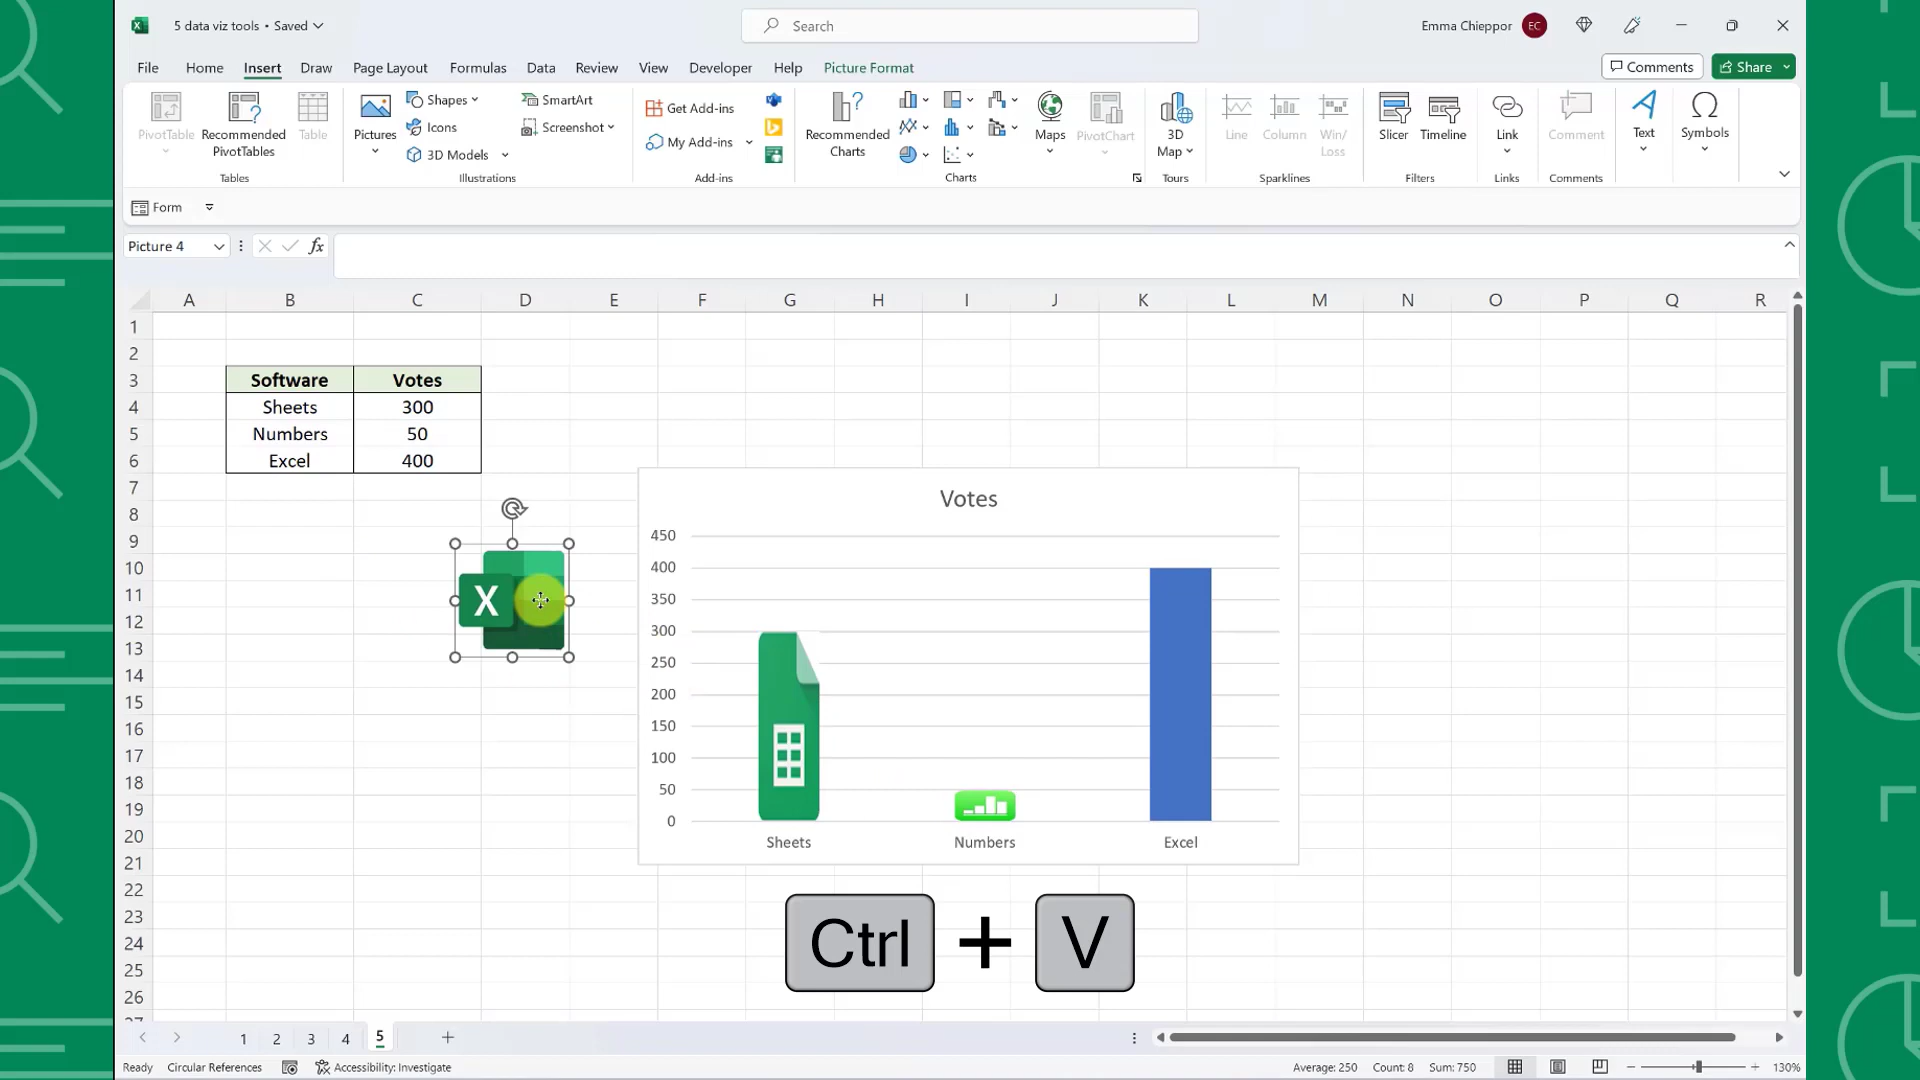 5 data viz tools • Saved
Search
Emma Chieppor
EC
File Home Insert Draw Page Layout Formulas Data Review View Developer Help Picture Format
Comments
Share
PivotTable
Recommended
PivotTables
Table
Tables
Pictures
Shapes
Icons
3D Models
SmartArt
Screenshot
Illustrations
Get Add-ins
My Add-ins
Add-ins
Recommended
Charts
Maps
PivotChart
Charts
3D
Map
Tours
Line
Column
Win/
Loss
Sparklines
Slicer
Timeline
Filters
Link
Links
Comment
Comments
Text
Symbols
Form
Picture 4
fx
A B C D E F G H I J K L M N O P Q R
1
2
3 Software Votes
4 Sheets 300
5 Numbers 50
6 Excel 400
7
8
9
10
11
12
13
14
15
16
17
18
19
20
21
22
23
24
25
26
27
X
Votes
450
400
350
300
250
200
150
100
50
0
Sheets Numbers Excel
Ctrl + V
1 2 3 4 5
Ready Circular References Accessibility: Investigate
Average: 250 Count: 8 Sum: 750
130%